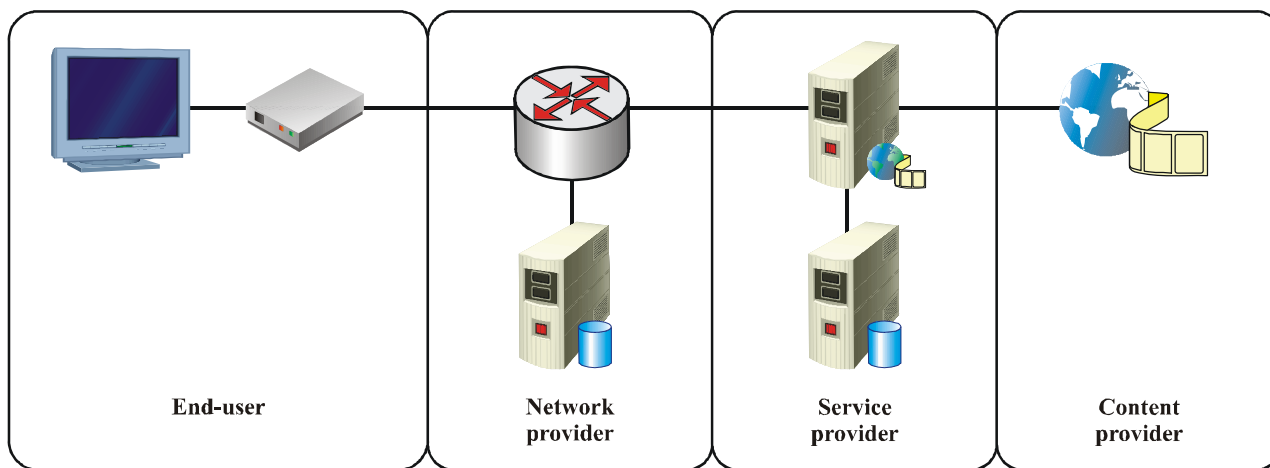 End-user
Network
provider
Service
provider
Content
provider